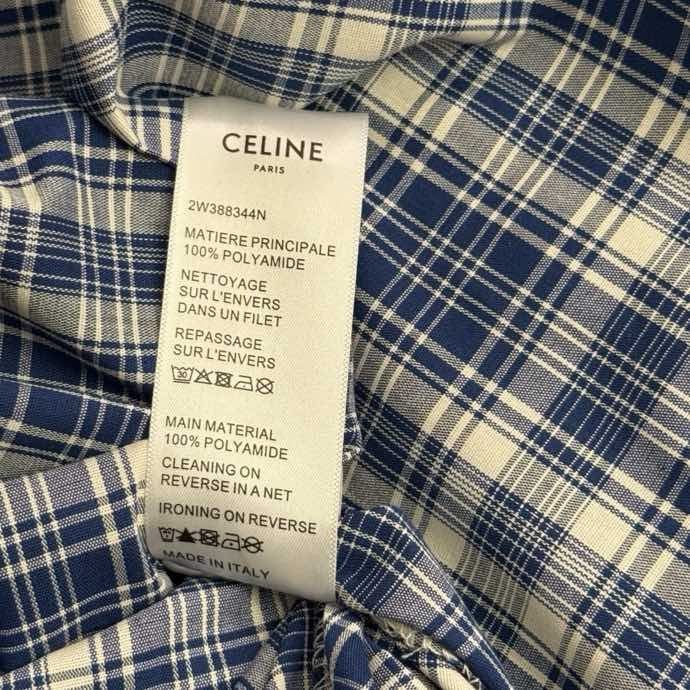 CELINE
PARIS
2W388344N
MATIERE PRINCIPALE
100% POLYAMIDE
NETTOYAGE
SUR L'ENVERS
DANS UN FILET
REPASSAGE
SUR L'ENVERS
30
MAIN MATERIAL
100% POLYAMIDE
CLEANING ON
REVERSE IN A NET
IRONING ON REVERSE
MADE IN ITALY